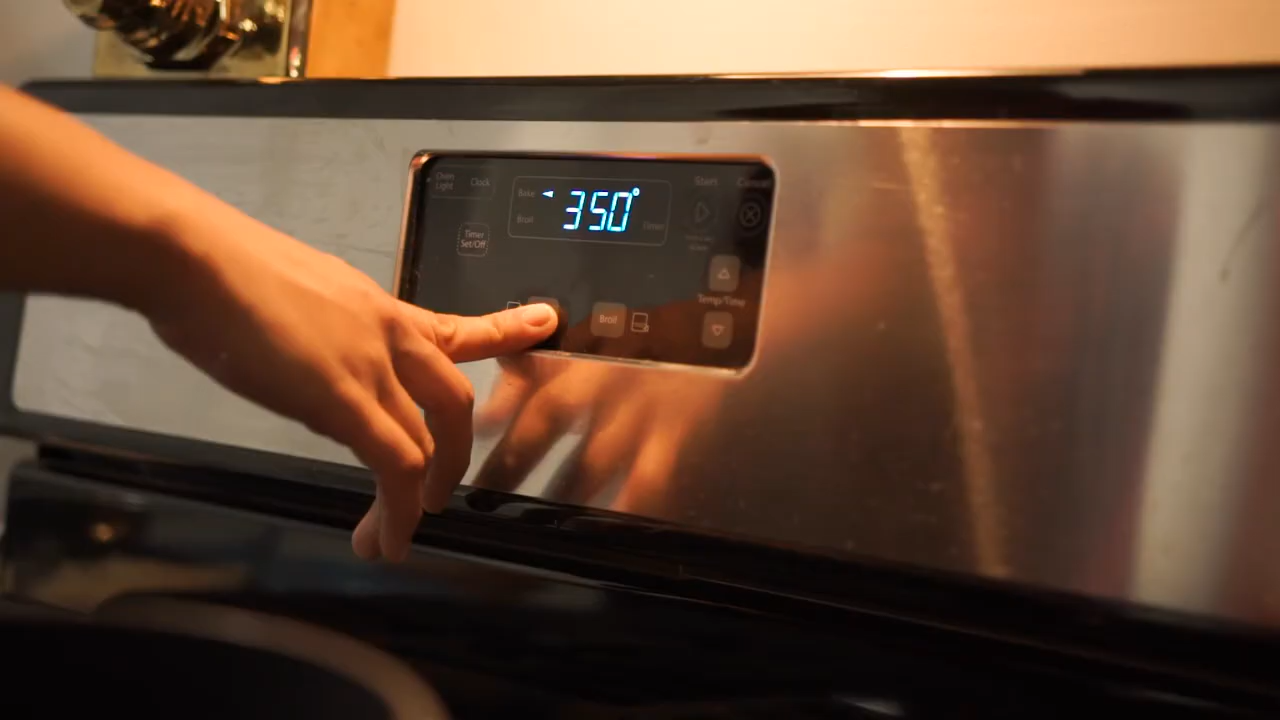 Oven
Light
Clock
Bake
350°
Broil
Timer
Start
Cancel
Timer
Set/Off
Broil
Temp/Time